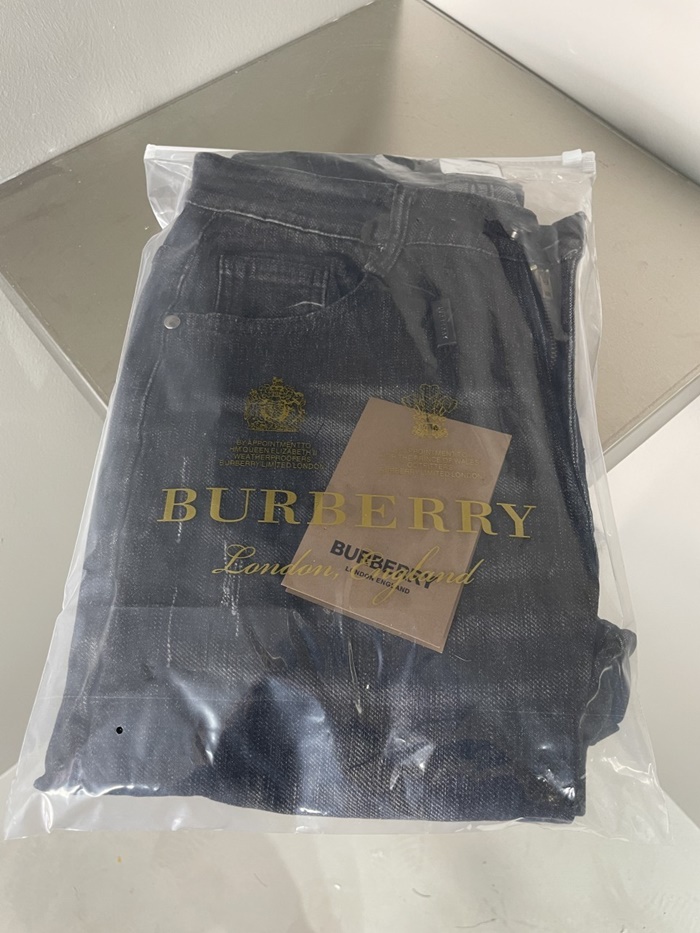 BY APPOINTMENT TO
HM QUEEN ELIZABETH II
WEATHERPROOFERS
BURBERRY LIMITED LONDON
BURBERRY
London, England
BURBERRY
LONDON ENGLAND